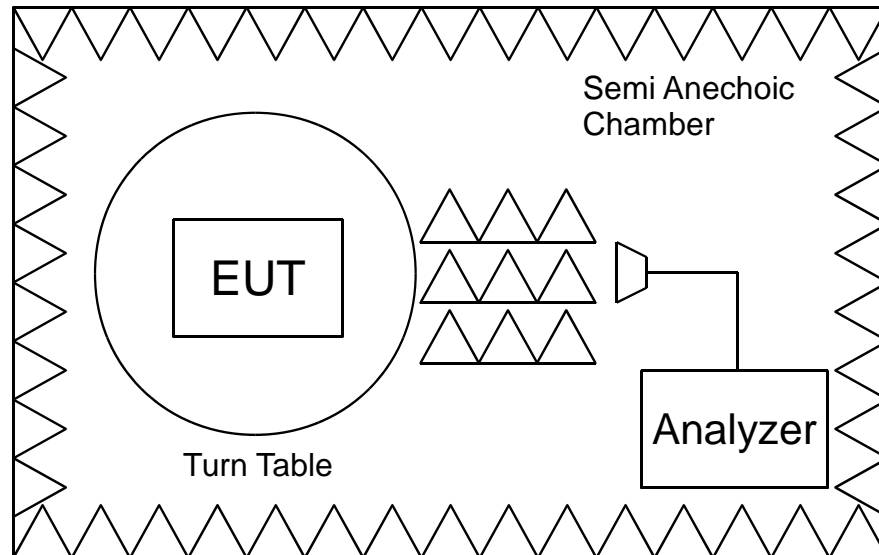 Semi Anechoic
Chamber
EUT
Analyzer
Turn Table